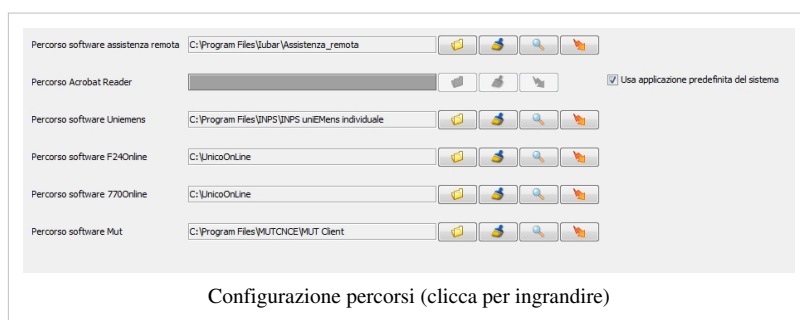 Percorso software assistenza remota C:\Program Files\Iubar\Assistenza_remota
Percorso Acrobat Reader Usa applicazione predefinita del sistema
Percorso software Uniemens C:\Program Files\INPS\INPS uniEMens individuale
Percorso software F24Online C:\UnicoOnLine
Percorso software 770Online C:\UnicoOnLine
Percorso software Mut C:\Program Files\MUTCNCE\MUT Client
Configurazione percorsi (clicca per ingrandire)